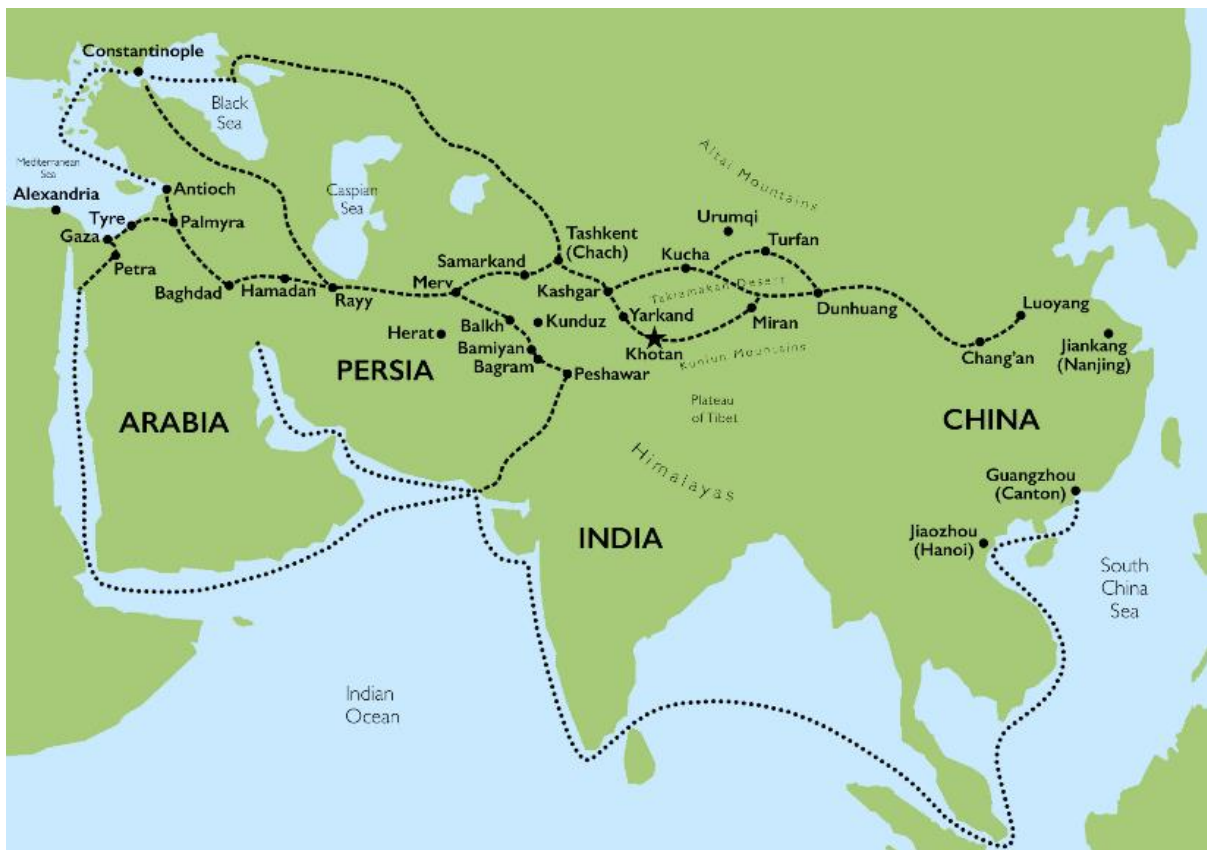 Constantinople
Black
Sea
Mediterranean
Sea
Alexandria
Antioch
Tyre
Palmyra
Gaza
Petra
Baghdad
Hamadan
Rayy
Caspian
Sea
Altai Mountains
Urumqi
Tashkent
(Chach)
Turfan
Kucha
Samarkand
Merv
Kashgar
Taklamakan Desert
Luoyang
Dunhuang
Yarkand
Miran
Balkh
Kunduz
Herat
Khotan
Kunlun Mountains
Chang'an
Jiankang
(Nanjing)
Bamiyan
Bagram
Peshawar
PERSIA
Plateau
of Tibet
ARABIA
CHINA
Himalayas
Guangzhou
(Canton)
INDIA
Jiaozhou
(Hanoi)
South
China
Sea
Indian
Ocean